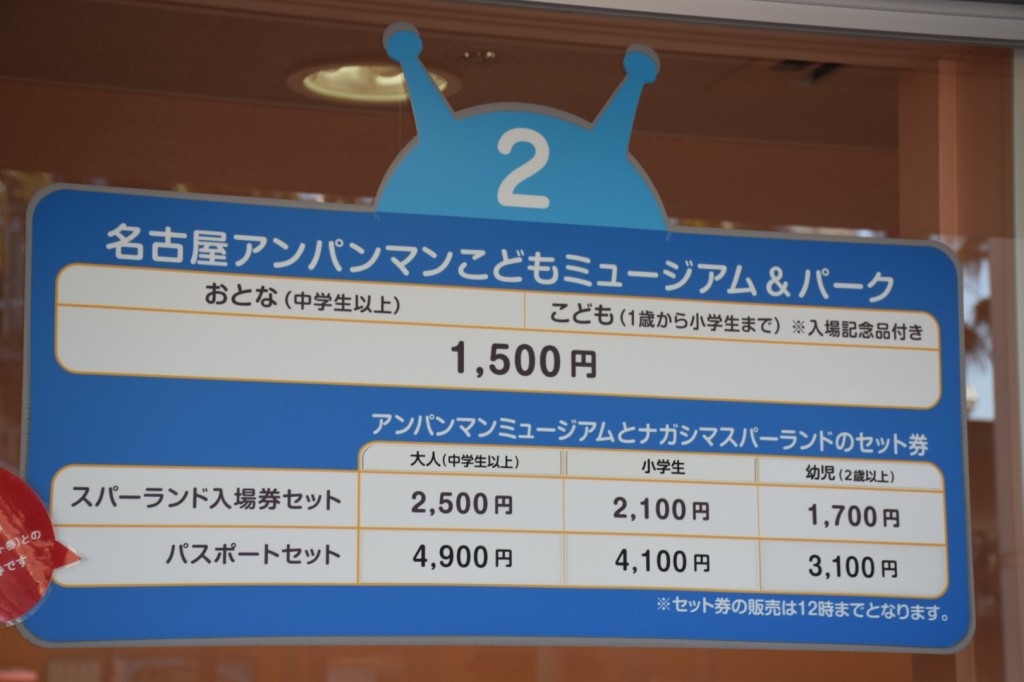 2
名古屋アンパンマンこどもミュージアム&パーク
おとな(中学生以上) こども(1歳から小学生まで) ※入場記念品付き
1,500円
アンパンマンミュージアムとナガシマスパーランドのセット券
大人(中学生以上) 小学生 幼児(2歳以上)
スパーランド入場券セット 2,500円 2,100円 1,700円
パスポートセット 4,900円 4,100円 3,100円
券)との
です
※セット券の販売は12時までとなります。